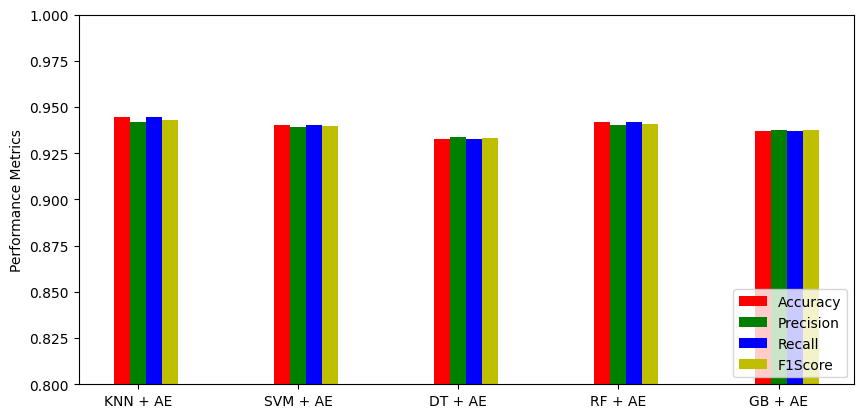 Performance Metrics
1.000
0.975
0.950
0.925
0.900
0.875
0.850
0.825
0.800
KNN + AE
SVM + AE
DT + AE
RF + AE
GB + AE
Accuracy
Precision
Recall
F1Score